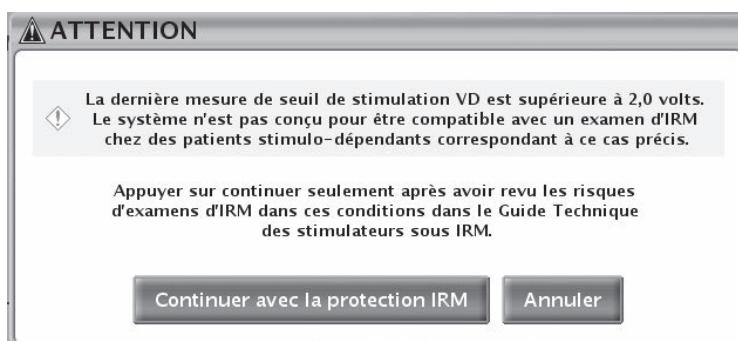 ATTENTION
La dernière mesure de seuil de stimulation VD est supérieure à 2,0 volts.
Le système n'est pas conçu pour être compatible avec un examen d'IRM
chez des patients stimulo-dépendants correspondant à ce cas précis.
Appuyer sur continuer seulement après avoir revu les risques
d'examens d'IRM dans ces conditions dans le Guide Technique
des stimulateurs sous IRM.
Continuer avec la protection IRM
Annuler